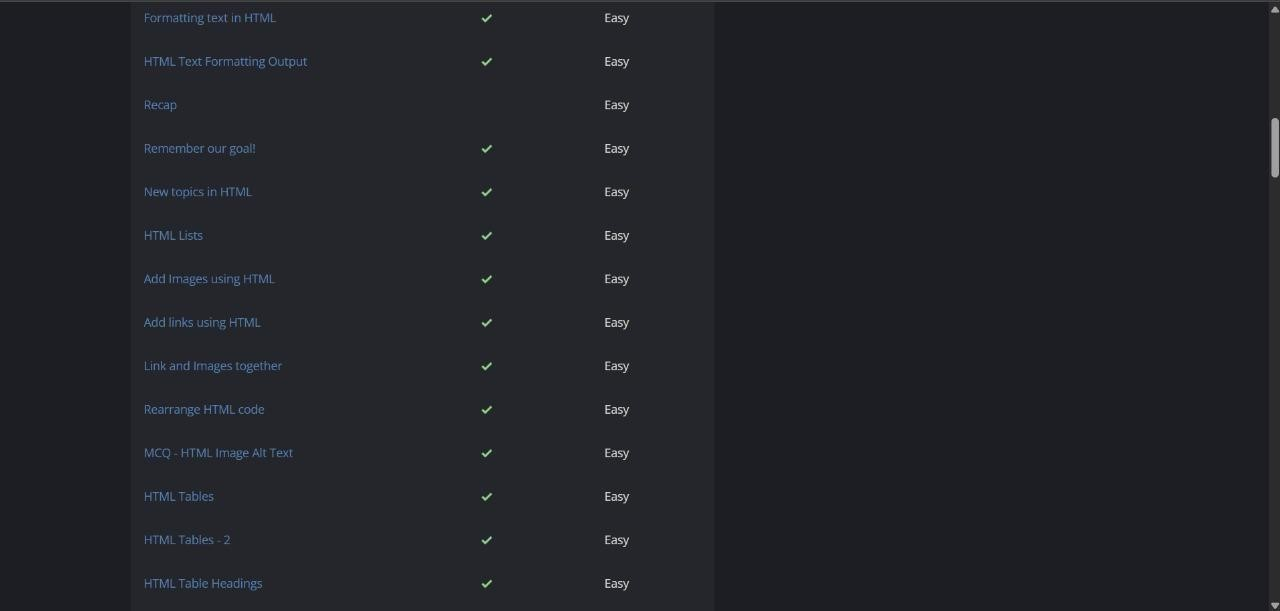 Formatting text in HTML ✓ Easy
HTML Text Formatting Output ✓ Easy
Recap Easy
Remember our goal! ✓ Easy
New topics in HTML ✓ Easy
HTML Lists ✓ Easy
Add Images using HTML ✓ Easy
Add links using HTML ✓ Easy
Link and Images together ✓ Easy
Rearrange HTML code ✓ Easy
MCQ - HTML Image Alt Text ✓ Easy
HTML Tables ✓ Easy
HTML Tables - 2 ✓ Easy
HTML Table Headings ✓ Easy